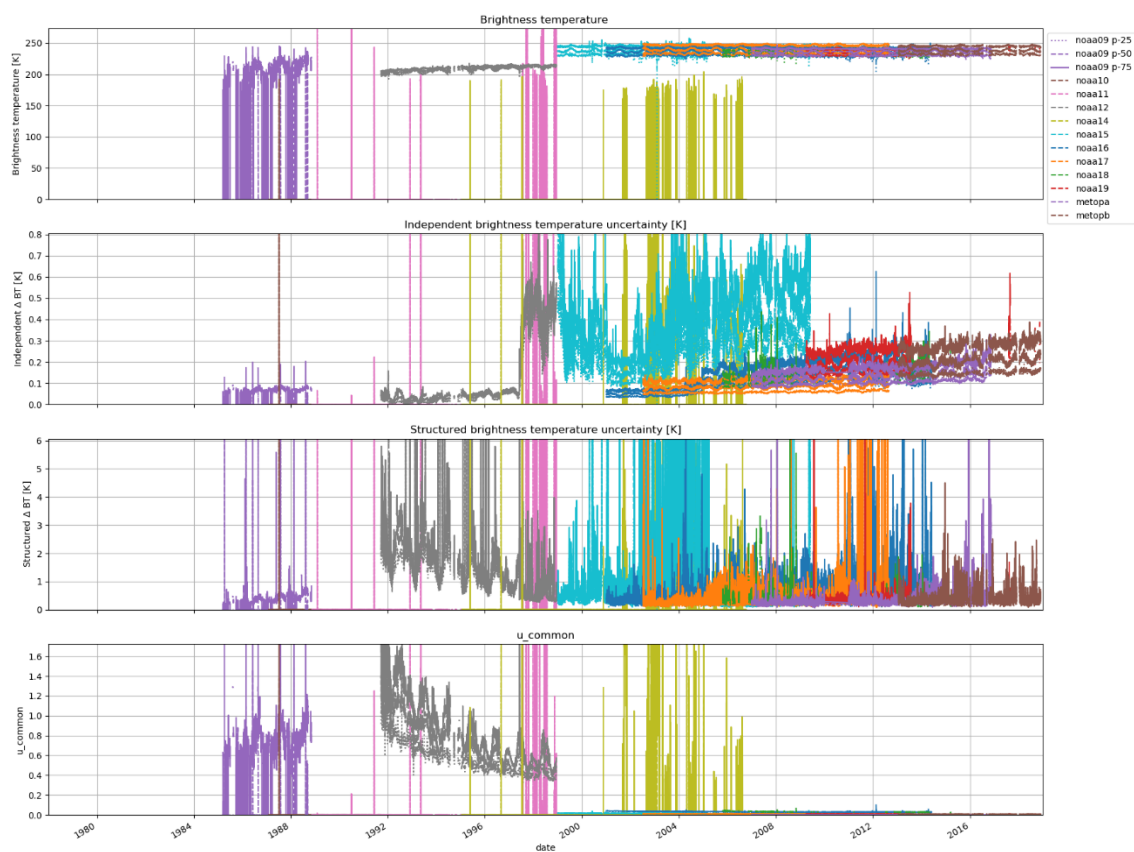 Brightness temperature
Brightness temperature [K]
250
200
150
100
50
0
noaa09 p-25
noaa09 p-50
noaa09 p-75
noaa10
noaa11
noaa12
noaa14
noaa15
noaa16
noaa17
noaa18
noaa19
metopa
metopb
Independent brightness temperature uncertainty [K]
Independent Δ BT [K]
0.8
0.7
0.6
0.5
0.4
0.3
0.2
0.1
0.0
Structured brightness temperature uncertainty [K]
Structured Δ BT [K]
6
5
4
3
2
1
0
u_common
u_common
1.6
1.4
1.2
1.0
0.8
0.6
0.4
0.2
0.0
1980
1984
1988
1992
1996
2000
2004
2008
2012
2016
date